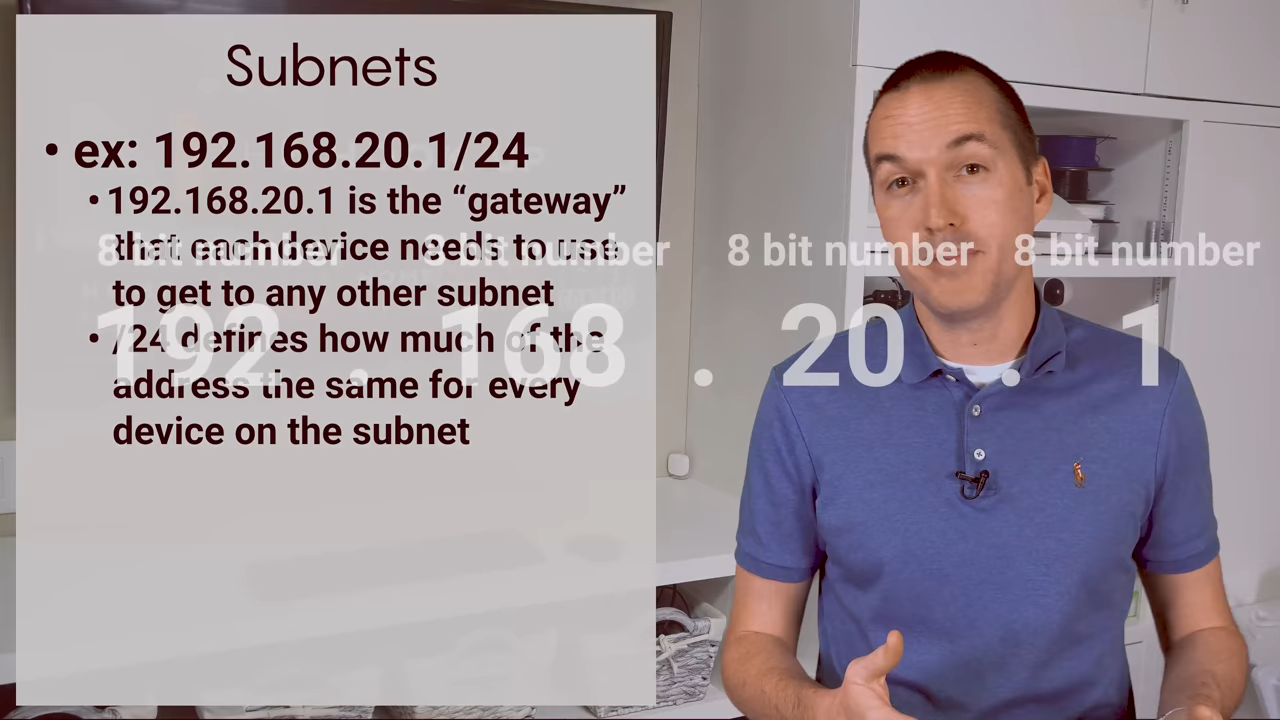 Subnets
• ex: 192.168.20.1/24
• 192.168.20.1 is the “gateway”
that each device needs to use
to get to any other subnet
• /24 defines how much of the
address the same for every
device on the subnet
8 bit number 8 bit number 8 bit number 8 bit number
192 . 168 . 20 . 1